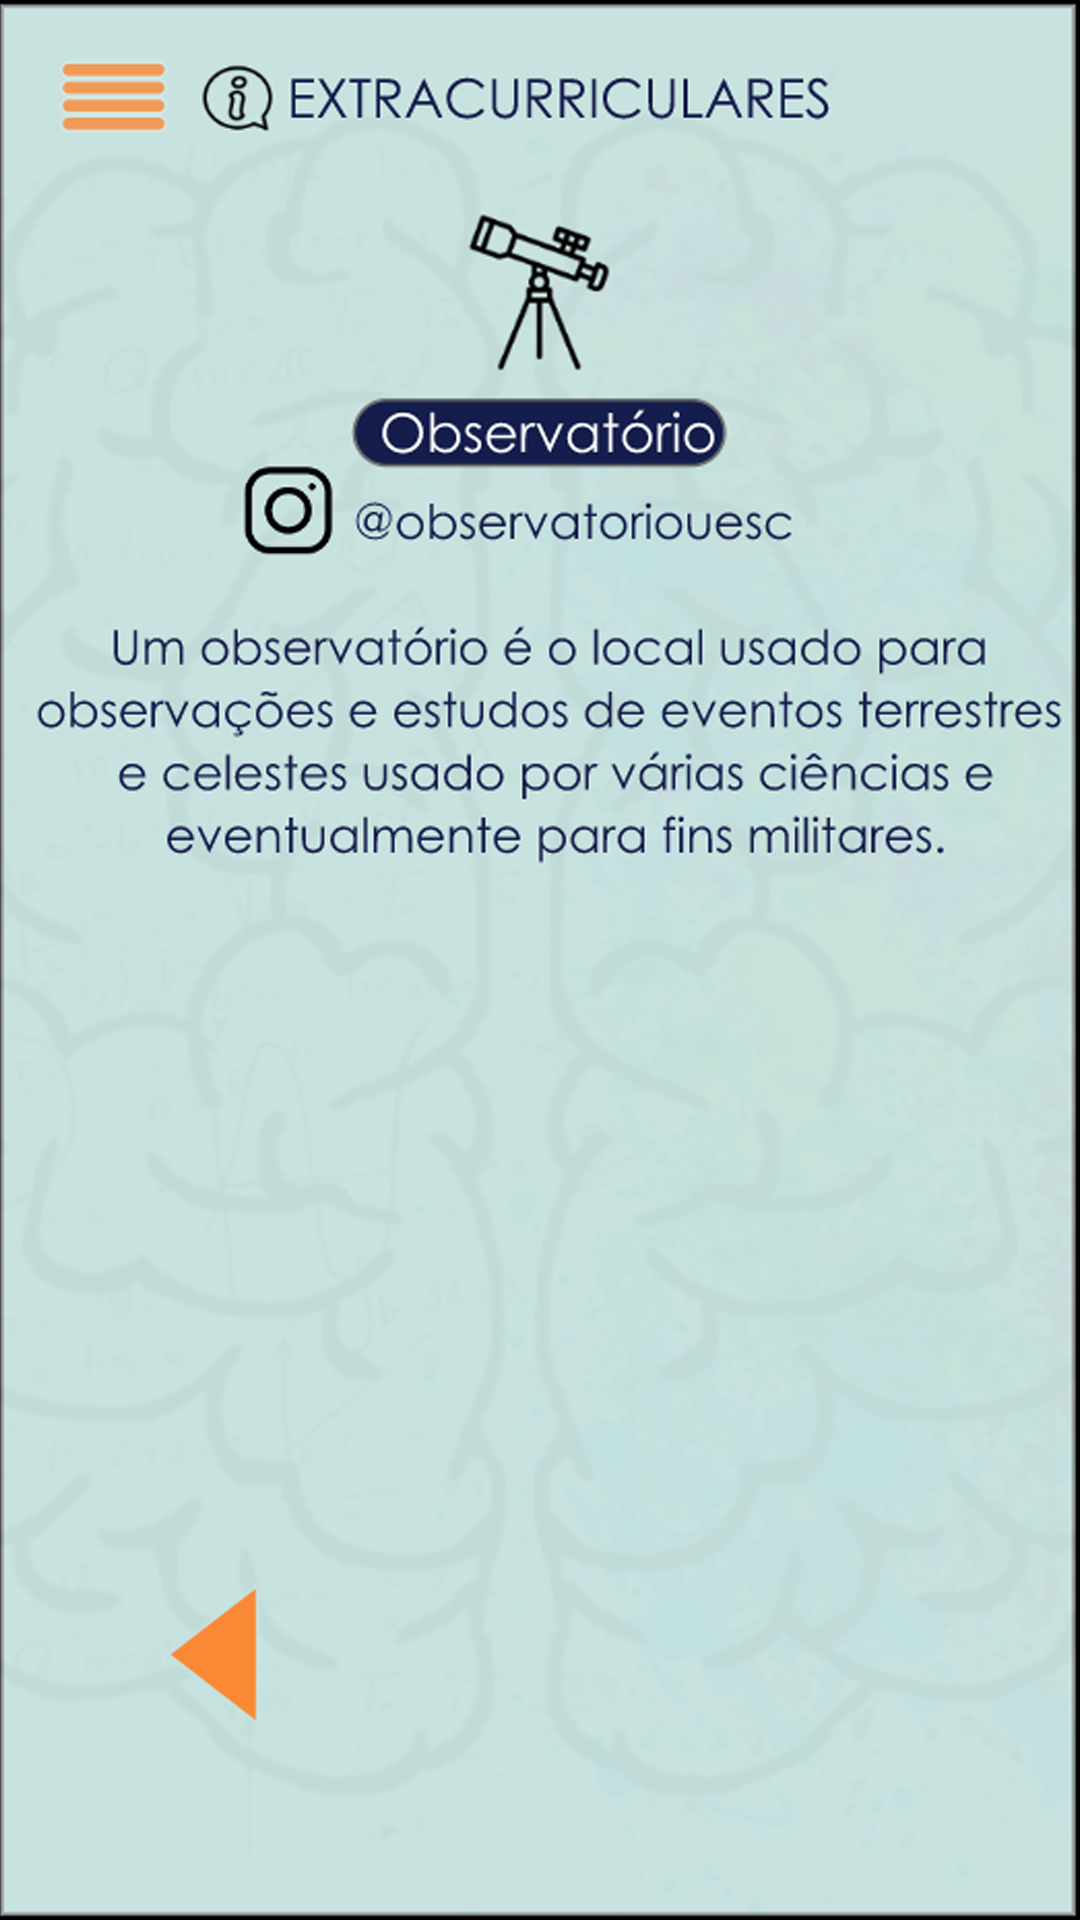 EXTRACURRICULARES
Observatório
@observatoriouesc
Um observatório é o local usado para
observações e estudos de eventos terrestres
e celestes usado por várias ciências e
eventualmente para fins militares.